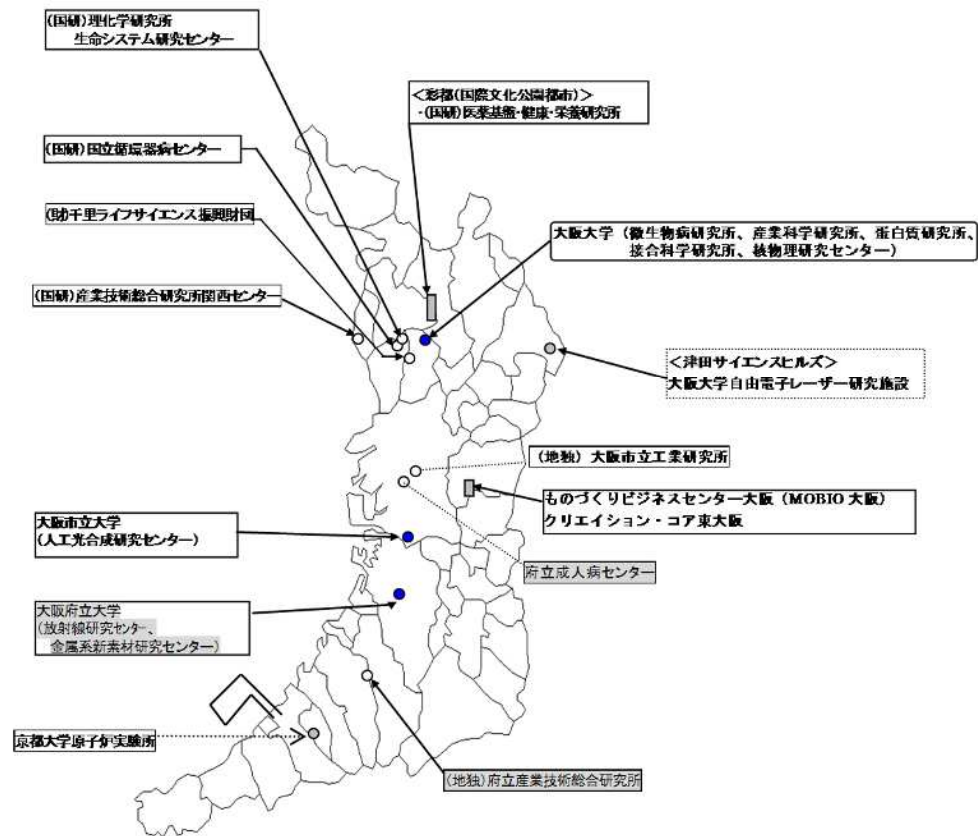 (国研)理化学研究所
生命システム研究センター
<彩都(国際文化公園都市)>
・(国研)医薬基盤・健康・栄養研究所
(国研)国立循環器病センター
(財)千里ライフサイエンス振興財団
大阪大学（微生物病研究所、産業科学研究所、蛋白質研究所、
接合科学研究所、核物理研究センター）
(国研)産業技術総合研究所関西センター
<津田サイエンスヒルズ>
大阪大学自由電子レーザー研究施設
（地独）大阪市立工業研究所
ものづくりビジネスセンター大阪（MOBIO 大阪）
クリエイション・コア東大阪
大阪市立大学
(人工光合成研究センター)
府立成人病センター
大阪府立大学
(放射線研究センター、
金属系新素材研究センター)
京都大学原子炉実験所
（地独）府立産業技術総合研究所